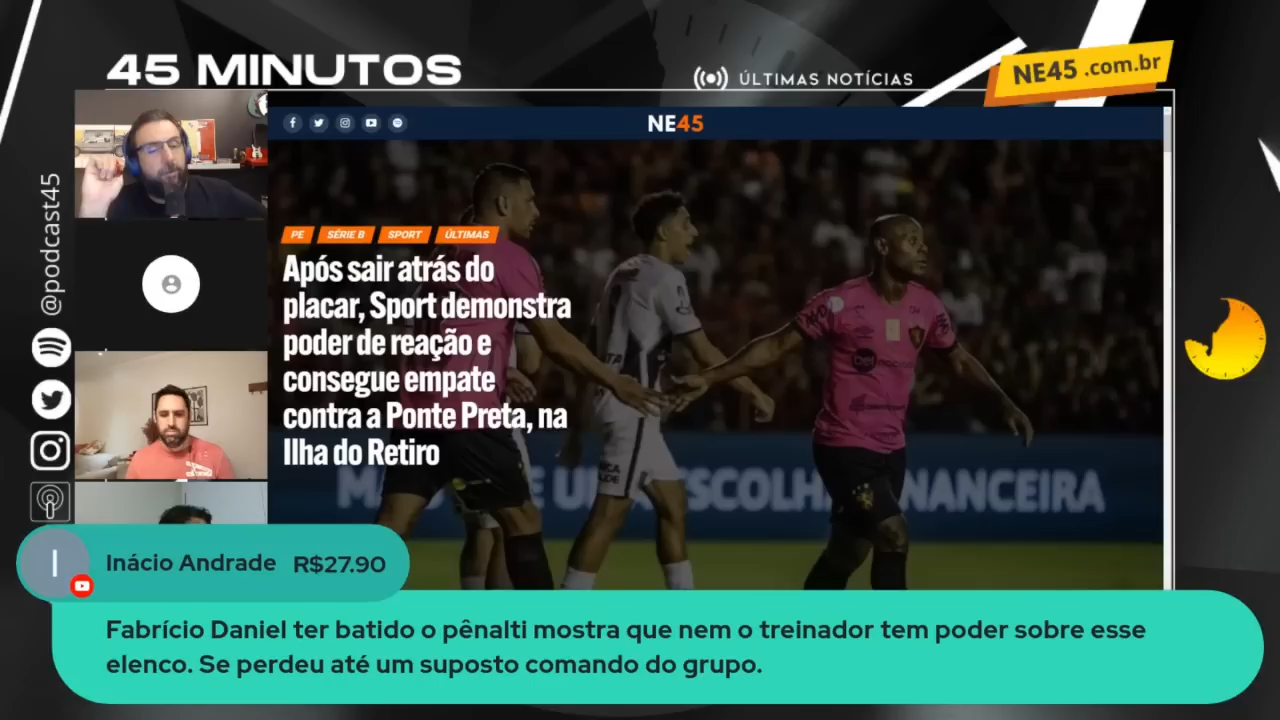 45 MINUTOS
ÚLTIMAS NOTÍCIAS
NE45 .com.br
@podcast45
NE45
PE SÉRIE B SPORT ÚLTIMAS
Após sair atrás do
placar, Sport demonstra
poder de reação e
consegue empate
contra a Ponte Preta, na
Ilha do Retiro
ESCOLHA FINANCEIRA
I
Inácio Andrade R$27.90
Fabrício Daniel ter batido o pênalti mostra que nem o treinador tem poder sobre esse
elenco. Se perdeu até um suposto comando do grupo.